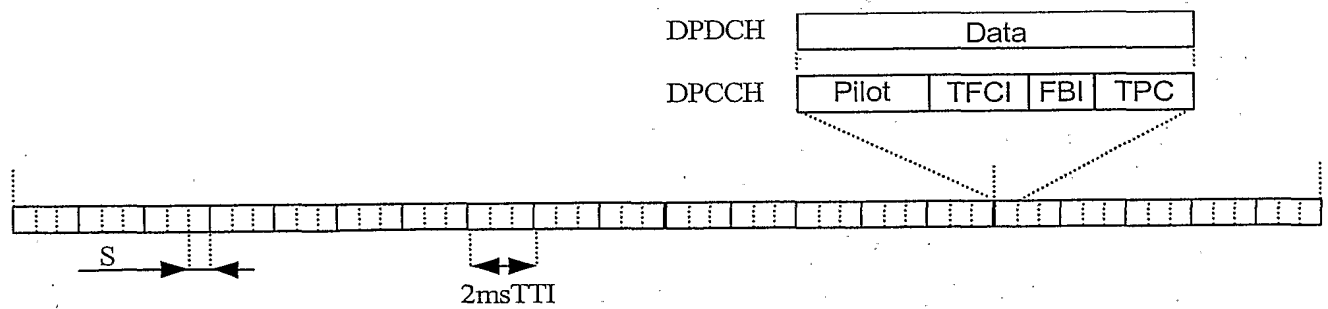 DPDCH Data
DPCCH Pilot TFCI FBI TPC
S
2msTTI